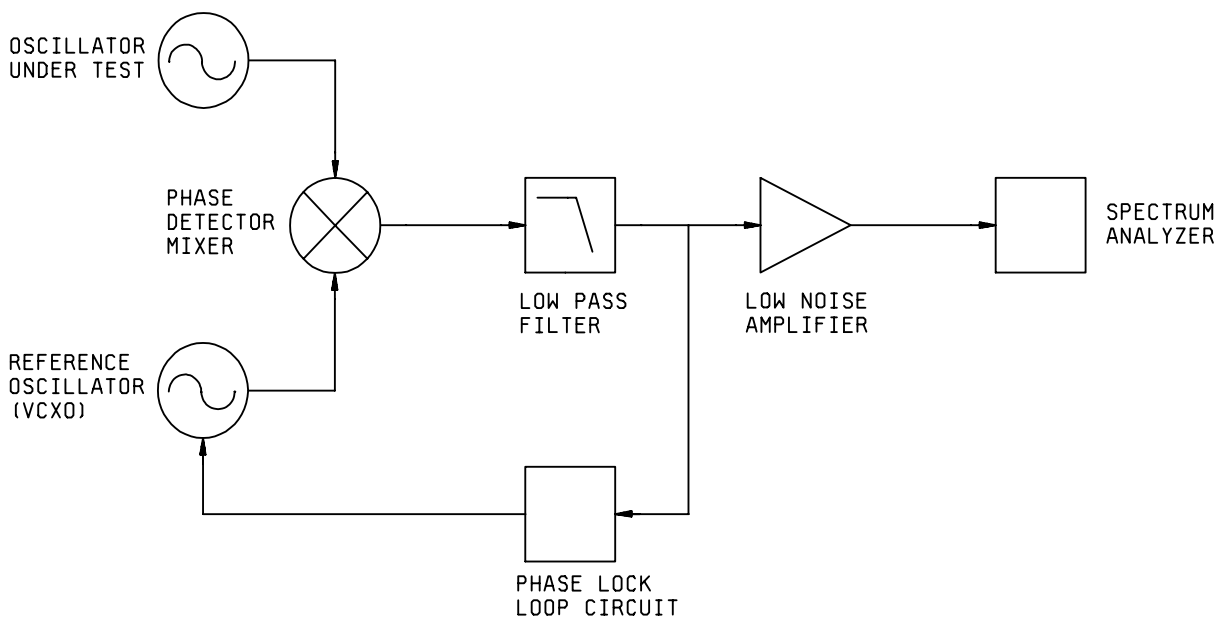 OSCILLATOR
UNDER TEST
PHASE
DETECTOR
MIXER
SPECTRUM
ANALYZER
LOW PASS
FILTER
LOW NOISE
AMPLIFIER
REFERENCE
OSCILLATOR
(VCXO)
PHASE LOCK
LOOP CIRCUIT